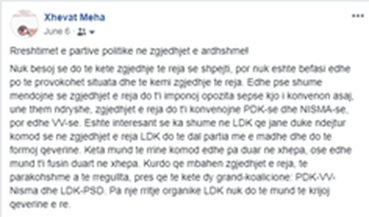 Xhevat Meha
June 6
Rreshtimet e partive politike ne zgjedhjet e ardhshme!!
Nuk besoj se do te kete zgjedhje te reja se shpejti, por nuk eshte befasi edhe
po te provokohet situata dhe te kemi zgjedhje te reja. Edhe pse shume
mendojne se zgjedhjet e reja do t'i imponoj opozita sepse kjo i konvenon asaj,
une them ndryshe, zgjedhjet e reja do t'i konvenojne PDK-se dhe NISMA-se,
por edhe VV-se. Eshte interesant se ka shume ne LDK qe jane duke ndejtur
komod se ne zgjedhjet e reja LDK do te dal partia me e madhe dhe do te
formoj qeverine. Keta mund te rrine komod edhe pa duar ne xhepa, ose edhe
mund t'i fusin duart ne xhepa. Kurdo qe mbahen zgjedhjet e reja, te
parakohshme a te rregullta, pres qe te kete dy grand-koalicione: PDK-VV-
Nisma dhe LDK-PSD. Pa nje rritje organike LDK nuk do te mund te krijoj
qeverine e re.